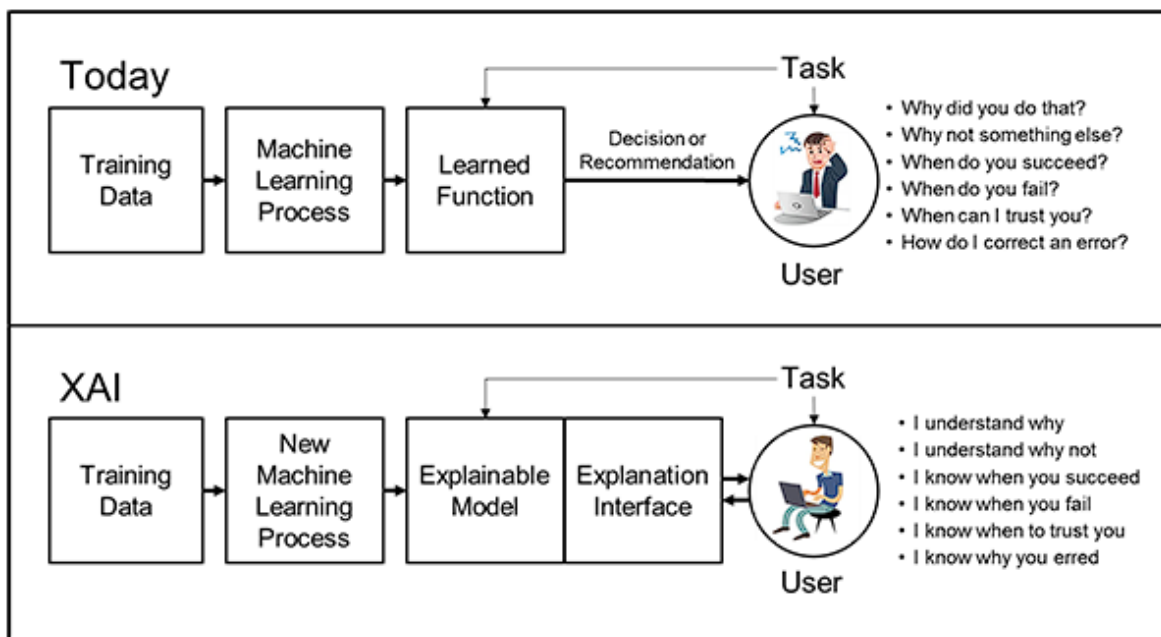 Today
Task
Training
Data
Machine
Learning
Process
Learned
Function
Decision or
Recommendation
User
• Why did you do that?
• Why not something else?
• When do you succeed?
• When do you fail?
• When can I trust you?
• How do I correct an error?
XAI
Task
Training
Data
New
Machine
Learning
Process
Explainable
Model
Explanation
Interface
User
• I understand why
• I understand why not
• I know when you succeed
• I know when you fail
• I know when to trust you
• I know why you erred